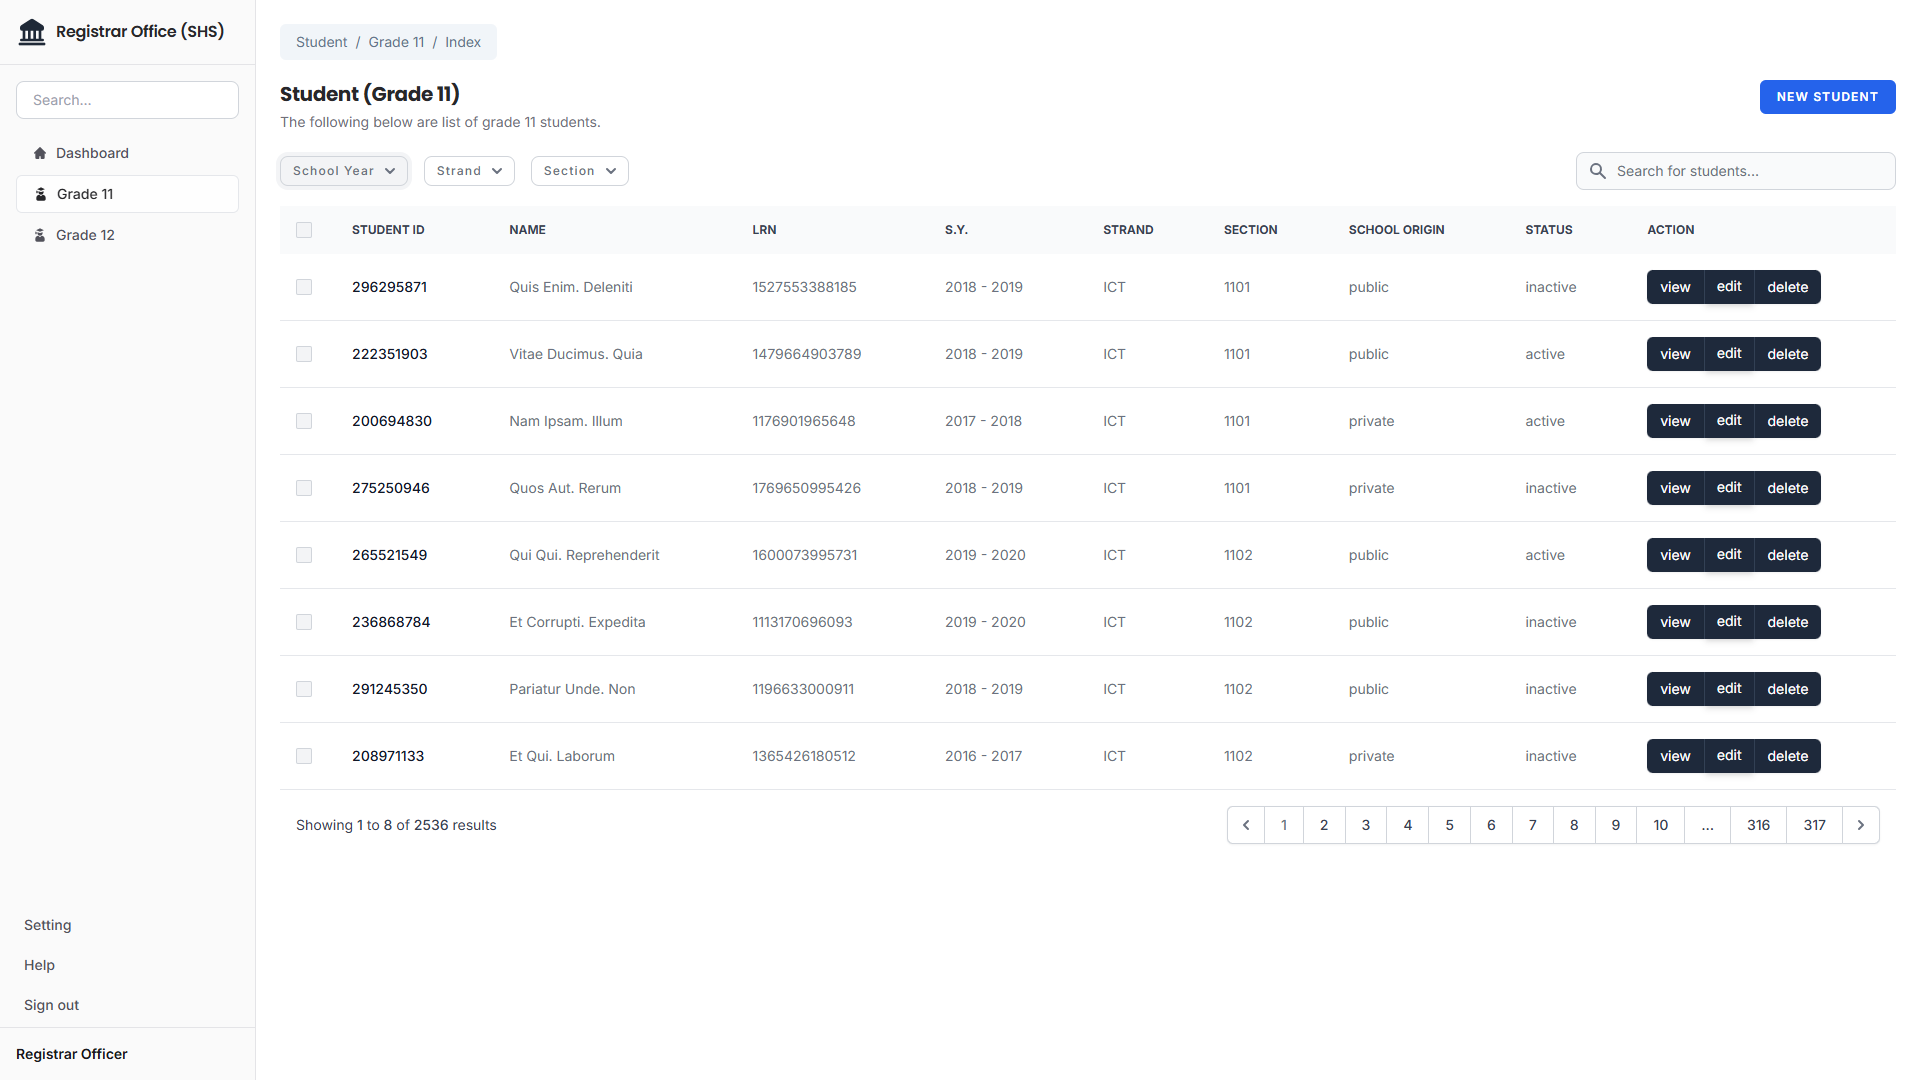 Registrar Office (SHS)
Search...
Dashboard
Grade 11
Grade 12
Setting
Help
Sign out
Registrar Officer
Student / Grade 11 / Index
Student (Grade 11)
The following below are list of grade 11 students.
NEW STUDENT
School Year Strand Section
Search for students...
STUDENT ID NAME LRN S.Y. STRAND SECTION SCHOOL ORIGIN STATUS ACTION
296295871 Quis Enim. Deleniti 1527553388185 2018 - 2019 ICT 1101 public inactive view edit delete
222351903 Vitae Ducimus. Quia 1479664903789 2018 - 2019 ICT 1101 public active view edit delete
200694830 Nam Ipsam. Illum 1176901965648 2017 - 2018 ICT 1101 private active view edit delete
275250946 Quos Aut. Rerum 1769650995426 2018 - 2019 ICT 1101 private inactive view edit delete
265521549 Qui Qui. Reprehenderit 1600073995731 2019 - 2020 ICT 1102 public active view edit delete
236868784 Et Corrupti. Expedita 1113170696093 2019 - 2020 ICT 1102 public inactive view edit delete
291245350 Pariatur Unde. Non 1196633000911 2018 - 2019 ICT 1102 public inactive view edit delete
208971133 Et Qui. Laborum 1365426180512 2016 - 2017 ICT 1102 private inactive view edit delete
Showing 1 to 8 of 2536 results
1 2 3 4 5 6 7 8 9 10 ... 316 317